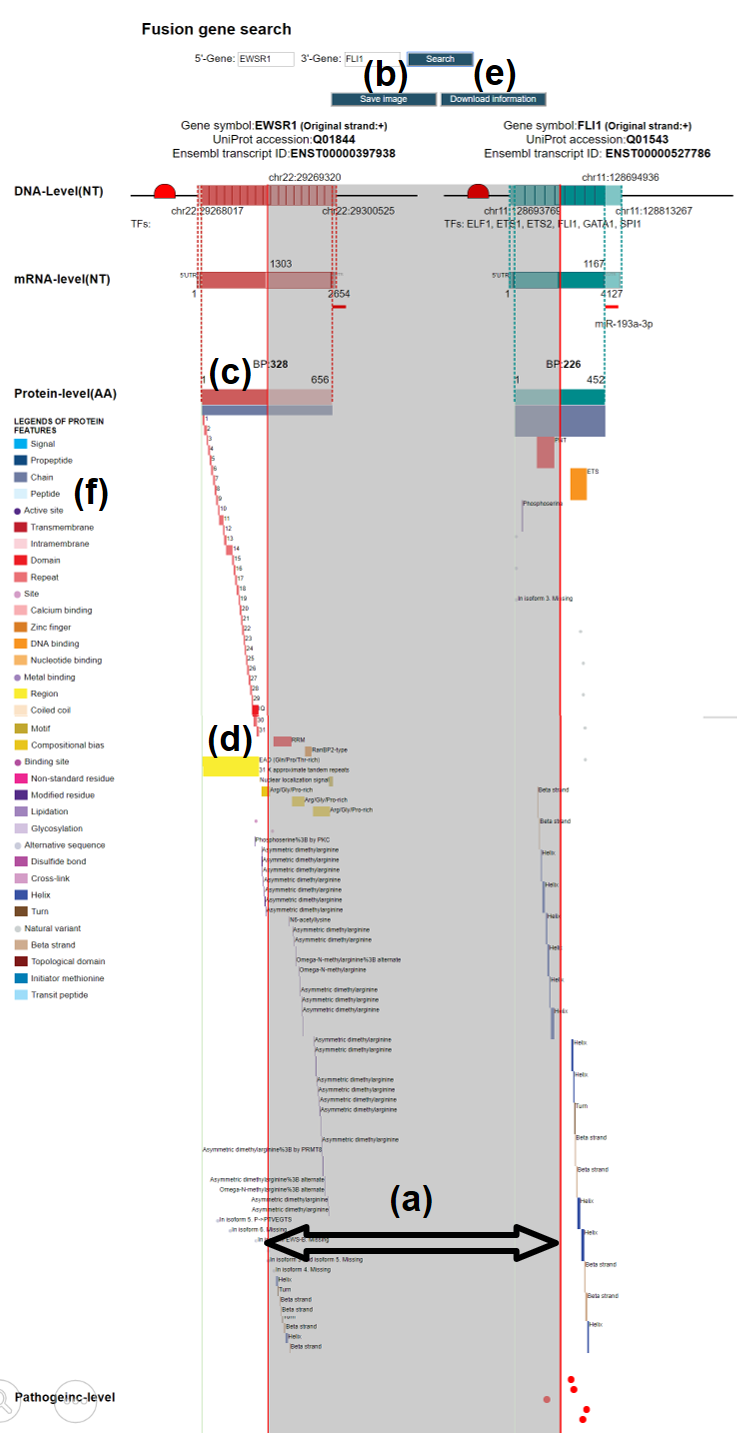 Fusion gene search
5'-Gene: EWSR1 3'-Gene: FLI1 Search
(b) (e)
Save image Download information
Gene symbol:EWSR1 (Original strand:+)
UniProt accession:Q01844
Ensembl transcript ID:ENST00000397938
Gene symbol:FLI1 (Original strand:+)
UniProt accession:Q01543
Ensembl transcript ID: ENST00000527786
chr22:29269320 chr11:128694936
DNA-Level(NT)
chr22:29268017 chr22:29300525 chr11:128693769 chr11:128813267
TFs: TFs: ELF1, ETS1, ETS2, FLI1, GATA1, SPI1
1303 1167
mRNA-level(NT) 5'UTR 5'UTR
1 2654 1 4127
miR-193a-3p
BP:328 BP:226
(c)
1 656 1 452
Protein-level(AA)
LEGENDS OF PROTEIN
FEATURES
Signal
Propeptide
Chain
Peptide
Active site
Transmembrane
Intramembrane
Domain
Repeat
Site
Calcium binding
Zinc finger
DNA binding
Nucleotide binding
Metal binding
Region
Coiled coil
Motif
Compositional bias
Binding site
Non-standard residue
Modified residue
Lipidation
Glycosylation
Alternative sequence
Disulfide bond
Cross-link
Helix
Turn
Natural variant
Beta strand
Topological domain
Initiator methionine
Transit peptide
(f)
1
2
3
4
5
6
7
8
9
10
11
12
13
14
15
16
17
18
19
20
21
22
23
24
25
26
27
28
29
IQ
30
31
(d)
RRM
RanBP2-type
EAD (Gln/Pro/Thr-rich)
31 X approximate tandem repeats
Nuclear localization signal
Arg/Gly/Pro-rich
Arg/Gly/Pro-rich
Arg/Gly/Pro-rich
Phosphoserine%3B by PKC
Asymmetric dimethylarginine
Asymmetric dimethylarginine
Asymmetric dimethylarginine
Asymmetric dimethylarginine
Asymmetric dimethylarginine
Asymmetric dimethylarginine
Asymmetric dimethylarginine
N6-acetyllysine
Asymmetric dimethylarginine
Asymmetric dimethylarginine
Omega-N-methylarginine%3B alternate
Omega-N-methylarginine
Asymmetric dimethylarginine
Asymmetric dimethylarginine
Asymmetric dimethylarginine
Asymmetric dimethylarginine
Asymmetric dimethylarginine
Asymmetric dimethylarginine
Asymmetric dimethylarginine
Asymmetric dimethylarginine
Asymmetric dimethylarginine
Asymmetric dimethylarginine
Asymmetric dimethylarginine%3B by PRMT8
Asymmetric dimethylarginine%3B alternate
Omega-N-methylarginine%3B alternate
Asymmetric dimethylarginine
Asymmetric dimethylarginine
In isoform 5. P->PTVEGTS
In isoform 6. Missing
EWS-B. Missing
isoform 5. Missing
In isoform 4. Missing
Helix
Turn
Beta strand
Beta strand
Beta strand
Helix
Beta strand
PNT
ETS
Phosphoserine
In isoform 3. Missing
Beta strand
Beta strand
Helix
Helix
Helix
Helix
Helix
Helix
Helix
Helix
Turn
Beta strand
Beta strand
Helix
Helix
Beta strand
Beta strand
Helix
(a)
Pathogeinc-level